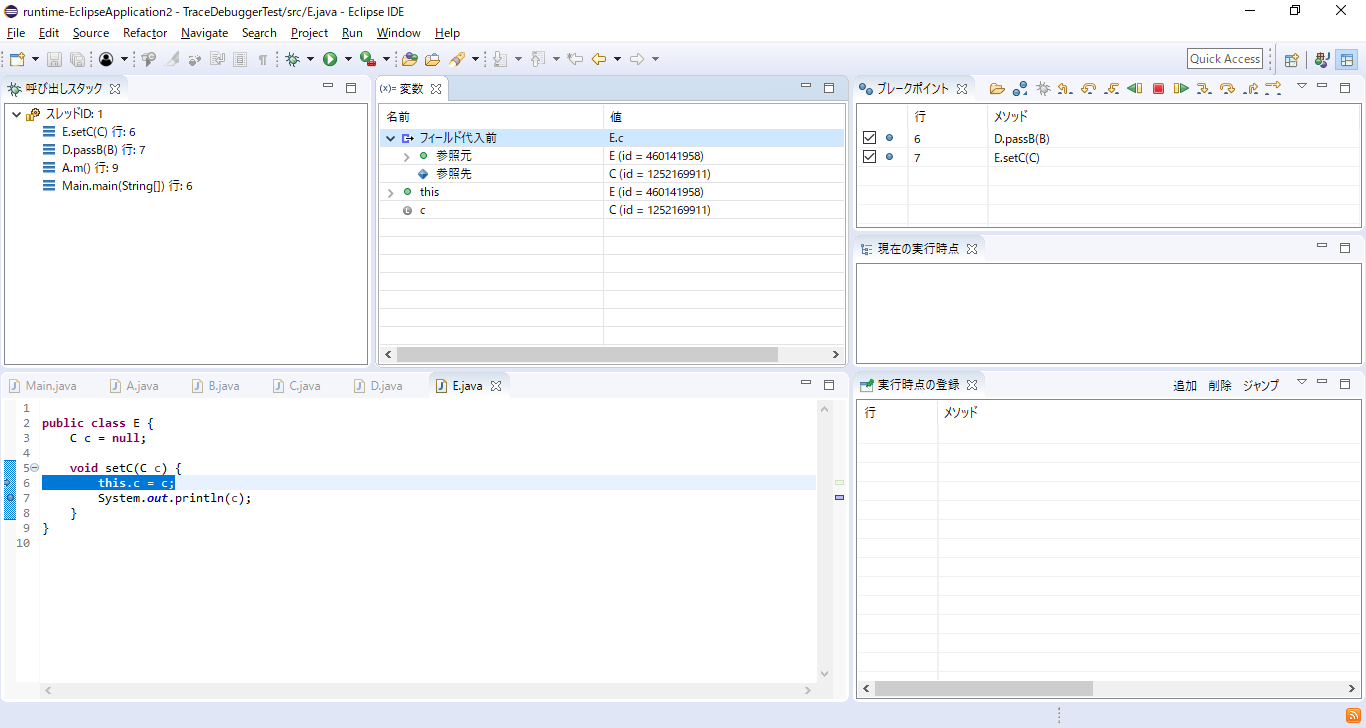 runtime-EclipseApplication2 - TraceDebuggerTest/src/E.java - Eclipse IDE
File Edit Source Refactor Navigate Search Project Run Window Help
Quick Access
呼び出しスタック
スレッドID: 1
E.setC(C) 行: 6
D.passB(B) 行: 7
A.m() 行: 9
Main.main(String[]) 行: 6
(x)= 変数
名前 値
フィールド代入前 E.c
参照元 E (id = 460141958)
参照先 C (id = 1252169911)
this E (id = 460141958)
c C (id = 1252169911)
ブレークポイント
行 メソッド
6 D.passB(B)
7 E.setC(C)
現在の実行時点
Main.java A.java B.java C.java D.java E.java
1
2 public class E {
3 C c = null;
4
5 void setC(C c) {
6 this.c = c;
7 System.out.println(c);
8 }
9 }
10
実行時点の登録 追加 削除 ジャンプ
行 メソッド